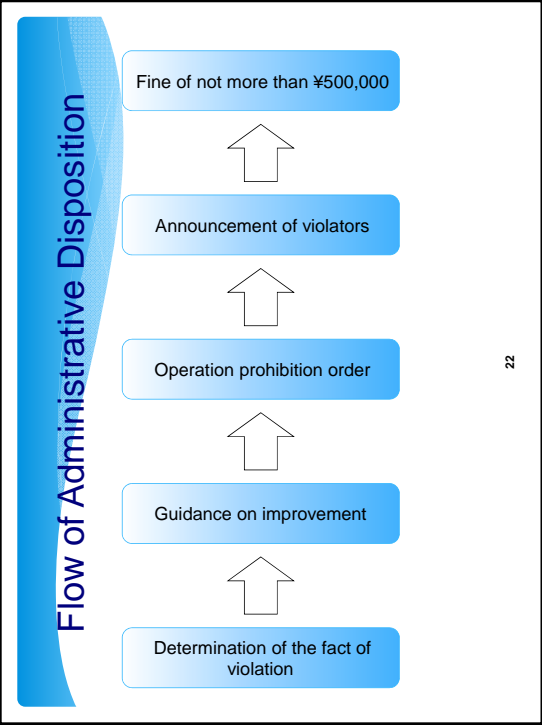 Flow of Administrative Disposition
Fine of not more than ¥500,000
Announcement of violators
Operation prohibition order
Guidance on improvement
Determination of the fact of
violation
22